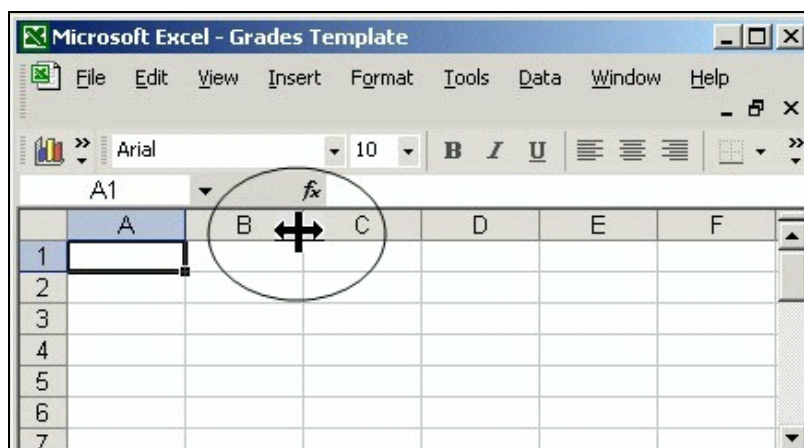 Microsoft Excel - Grades Template
File Edit View Insert Format Tools Data Window Help
Arial 10 B I U
A1 fx
A B C D E F
1
2
3
4
5
6
7